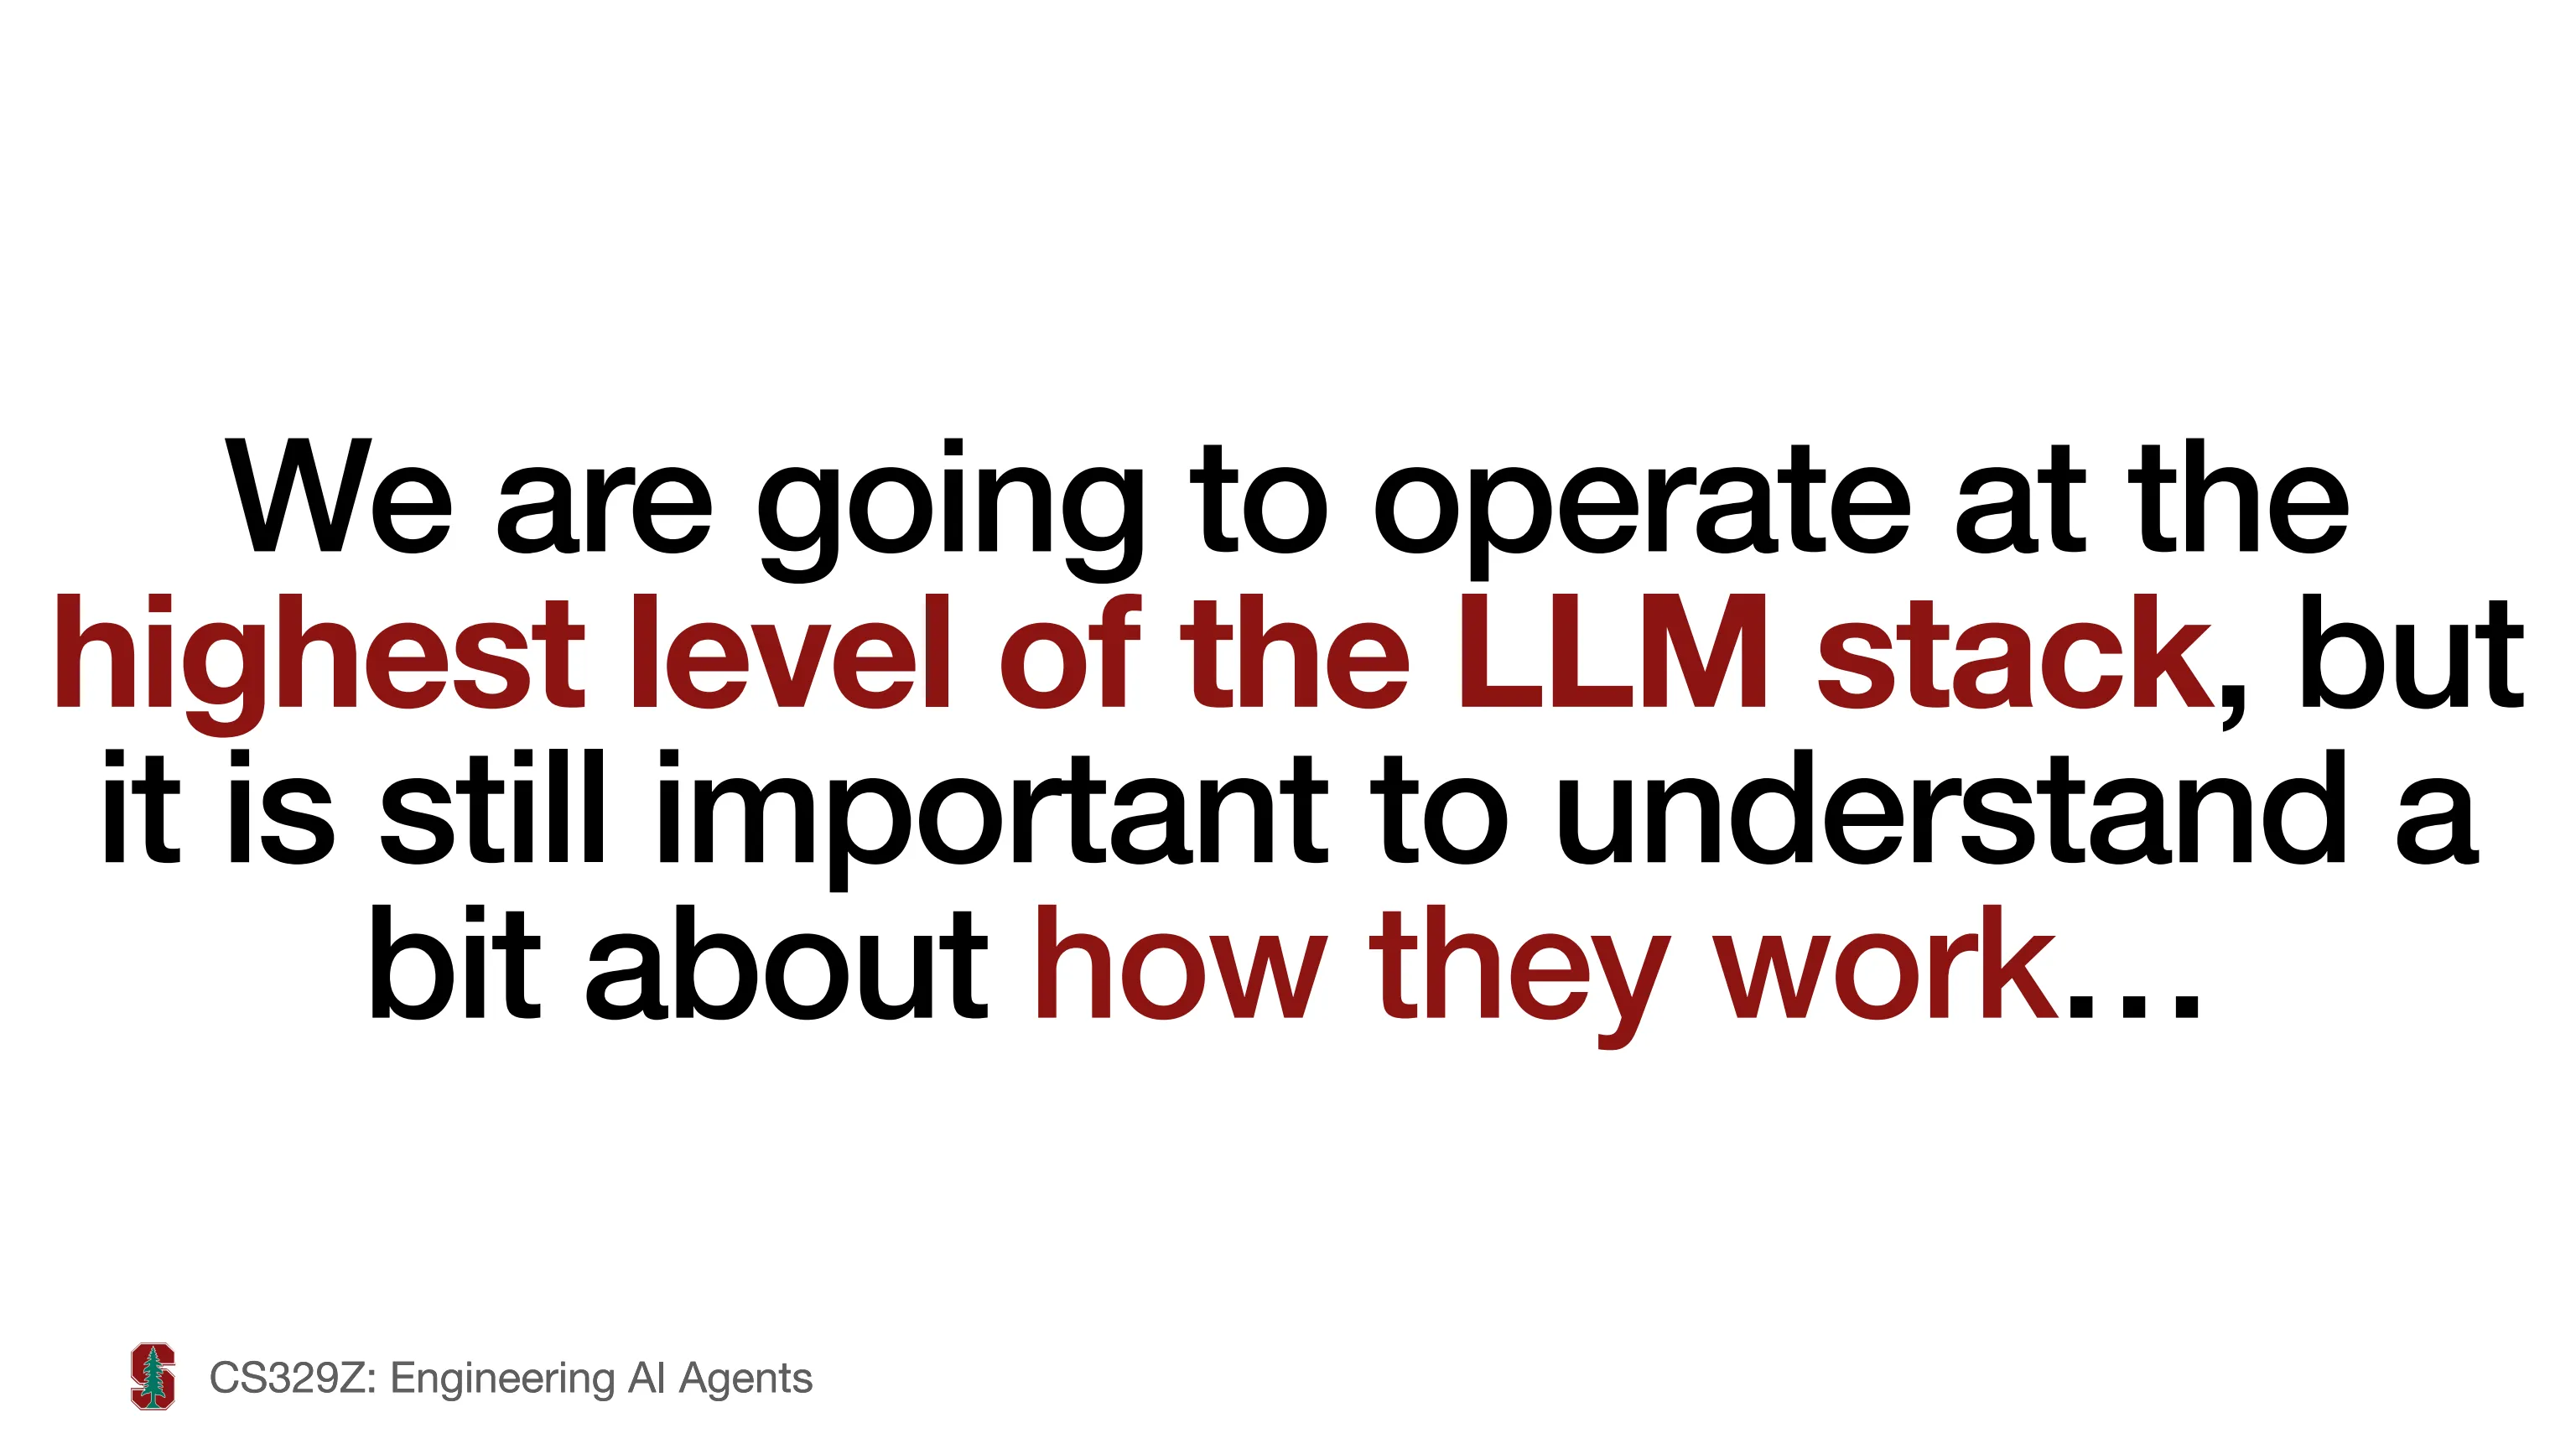 We are going to operate at the
highest level of the LLM stack, but
it is still important to understand a
bit about how they work...
CS329Z: Engineering AI Agents